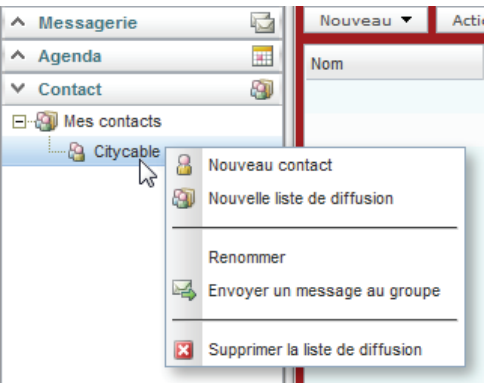 Messagerie
Nouveau
Agenda
Nom
Contact
Mes contacts
Citycable
Nouveau contact
Nouvelle liste de diffusion
Renommer
Envoyer un message au groupe
Supprimer la liste de diffusion